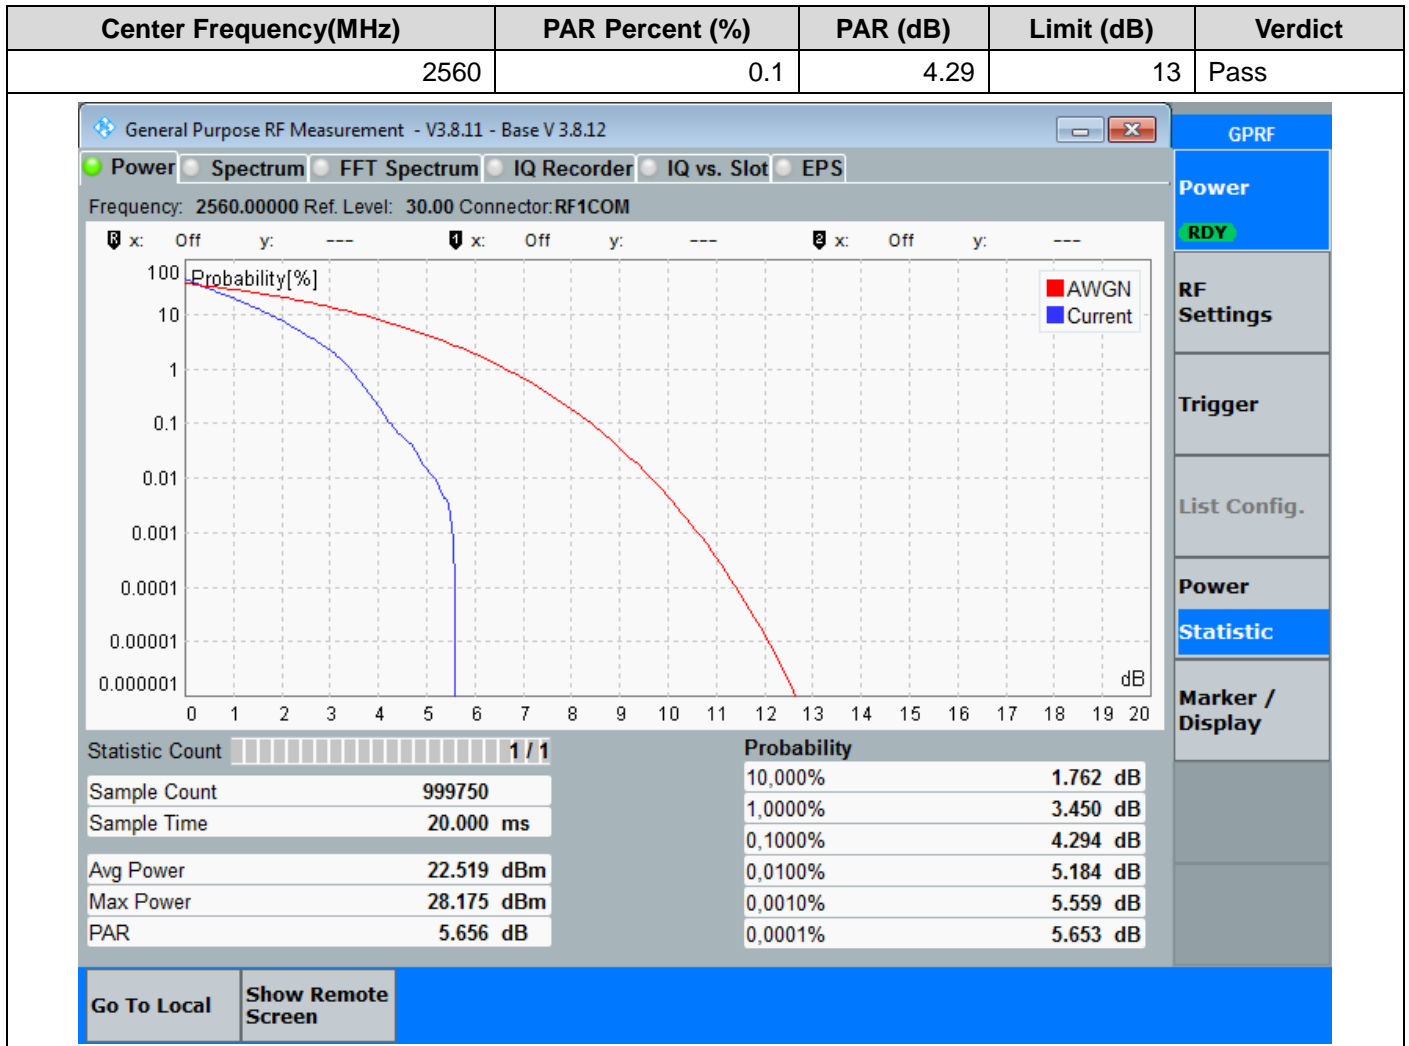 Center Frequency(MHz) PAR Percent (%) PAR (dB) Limit (dB) Verdict
2560 0.1 4.29 13 Pass
General Purpose RF Measurement - V3.8.11 - Base V 3.8.12
GPRF
Power Spectrum FFT Spectrum IQ Recorder IQ vs. Slot EPS
Frequency: 2560.00000 Ref. Level: 30.00 Connector: RF1COM
R x: Off y: --- 1 x: Off y: --- 2 x: Off y: ---
Probability[%]
100
10
1
0.1
0.01
0.001
0.0001
0.00001
0.000001
AWGN
Current
dB
0 1 2 3 4 5 6 7 8 9 10 11 12 13 14 15 16 17 18 19 20
Statistic Count 1 / 1
Sample Count 999750
Sample Time 20.000 ms
Avg Power 22.519 dBm
Max Power 28.175 dBm
PAR 5.656 dB
Probability
10,000% 1.762 dB
1,0000% 3.450 dB
0,1000% 4.294 dB
0,0100% 5.184 dB
0,0010% 5.559 dB
0,0001% 5.653 dB
Power
RDY
RF
Settings
Trigger
List Config.
Power
Statistic
Marker /
Display
Go To Local
Show Remote
Screen